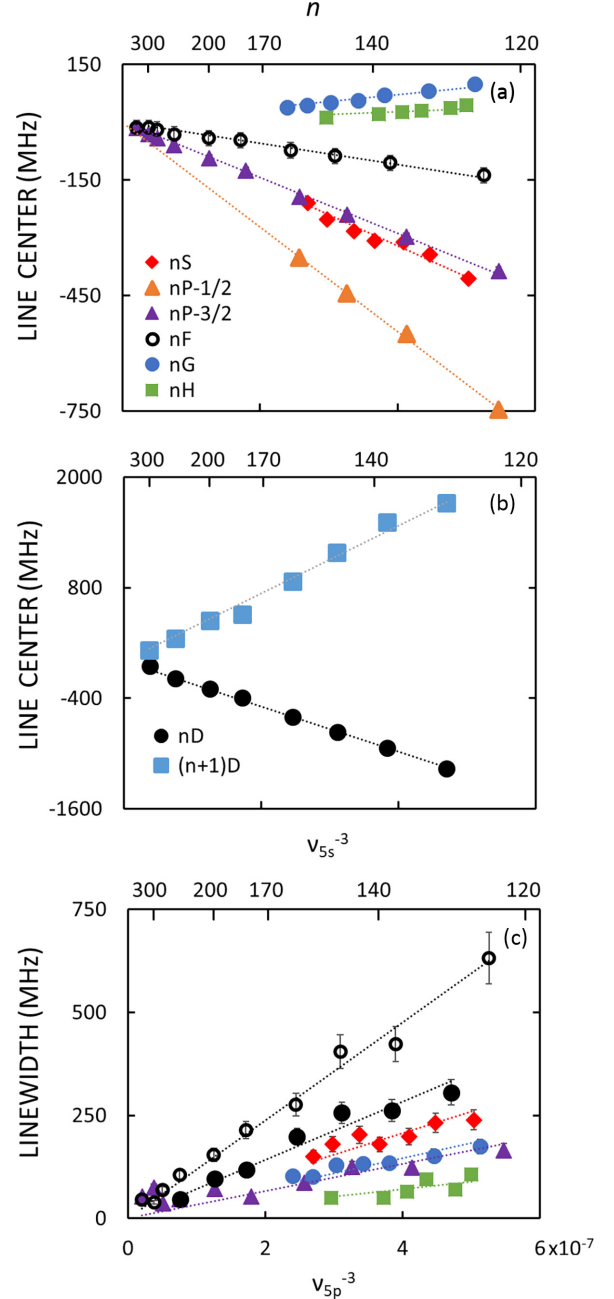 n
300 200 170 140 120
150
(a)
-150
-450
-750
LINE CENTER (MHz)
nS
nP-1/2
nP-3/2
nF
nG
nH
300 200 170 140 120
2000
(b)
800
-400
-1600
LINE CENTER (MHz)
nD
(n+1)D
ν5s⁻³
300 200 170 140 120
750
(c)
500
250
0
LINEWIDTH (MHz)
0 2 4 6x10⁻⁷
ν5p⁻³